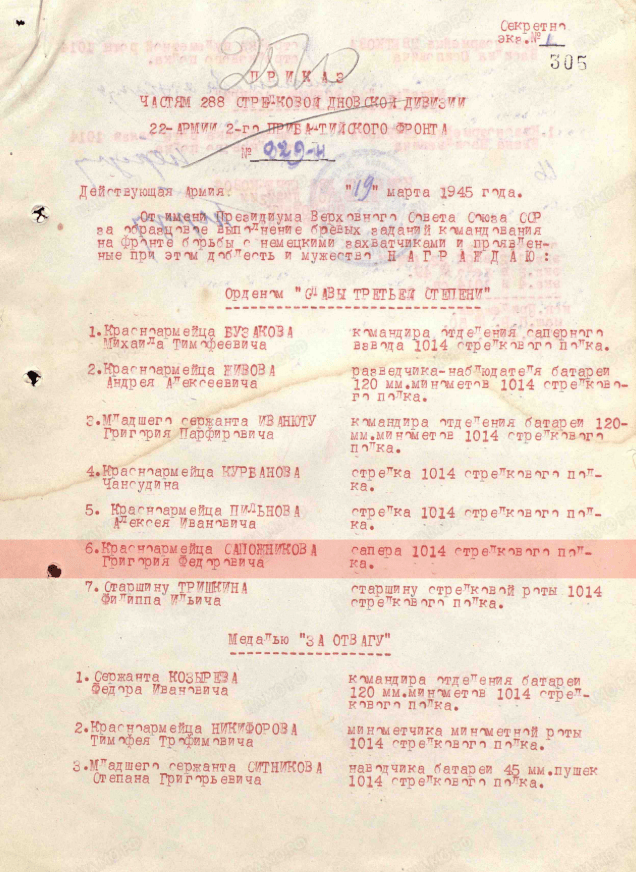 Секретно
экз.№ 1
305
ПРИКАЗ
ЧАСТЯМ 288 СТРЕЛКОВОЙ ДНОВСКОЙ ДИВИЗИИ
22-АРМИИ 2-го ПРИБАЛТИЙСКОГО ФРОНТА
№ 029-н
Действующая Армия: "19" марта 1945 года.
От имени Президиума Верховного Совета Союза ССР
за образцовое выполнение боевых заданий командования
на фронте борьбы с немецкими захватчиками и проявлен-
ные при этом доблесть и мужество НАГРАЖДАЮ:
Орденом "СЛАВЫ ТРЕТЬЕЙ СТЕПЕНИ"
1.Красноармейца БУЗАКОВА командира отделения саперного
Михаила Тимофеевича взвода 1014 стрелкового полка.
2.Красноармейца ЖИВОВА разведчика-наблюдателя батареи
Андрея Алексеевича 120 мм.минометов 1014 стрелково-
го полка.
3.Младшего сержанта ИВАНЮТУ командира отделения батареи 120-
Григория Парфировича мм.минометов 1014 стрелкового
полка.
4.Красноармейца КУРБАНОВА стрелка 1014 стрелкового пол-
Чансудина ка.
5. Красноармейца ПИЛЬНОВА стрелка 1014 стрелкового пол-
Алексея Ивановича ка.
6.Красноармейца САПОЖНИКОВА сапера 1014 стрелкового пол-
Григория Федоровича ка.
7. Старшину ТРИШКИНА старшину стрелковой роты 1014
Филиппа Ильича стрелкового полка.
Медалью "ЗА ОТВАГУ"
1.Сержанта КОЗЫРЕВА командира отделения батареи
Федора Ивановича 120 мм.минометов 1014 стрел-
кового полка.
2.Красноармейца НИКИФОРОВА минометчика минометной роты
Тимофея Трофимовича 1014 стрелкового полка.
3.Младшего сержанта СИТНИКОВА наводчика батареи 45 мм.пушек
Степана Григорьевича 1014 стрелкового полка.